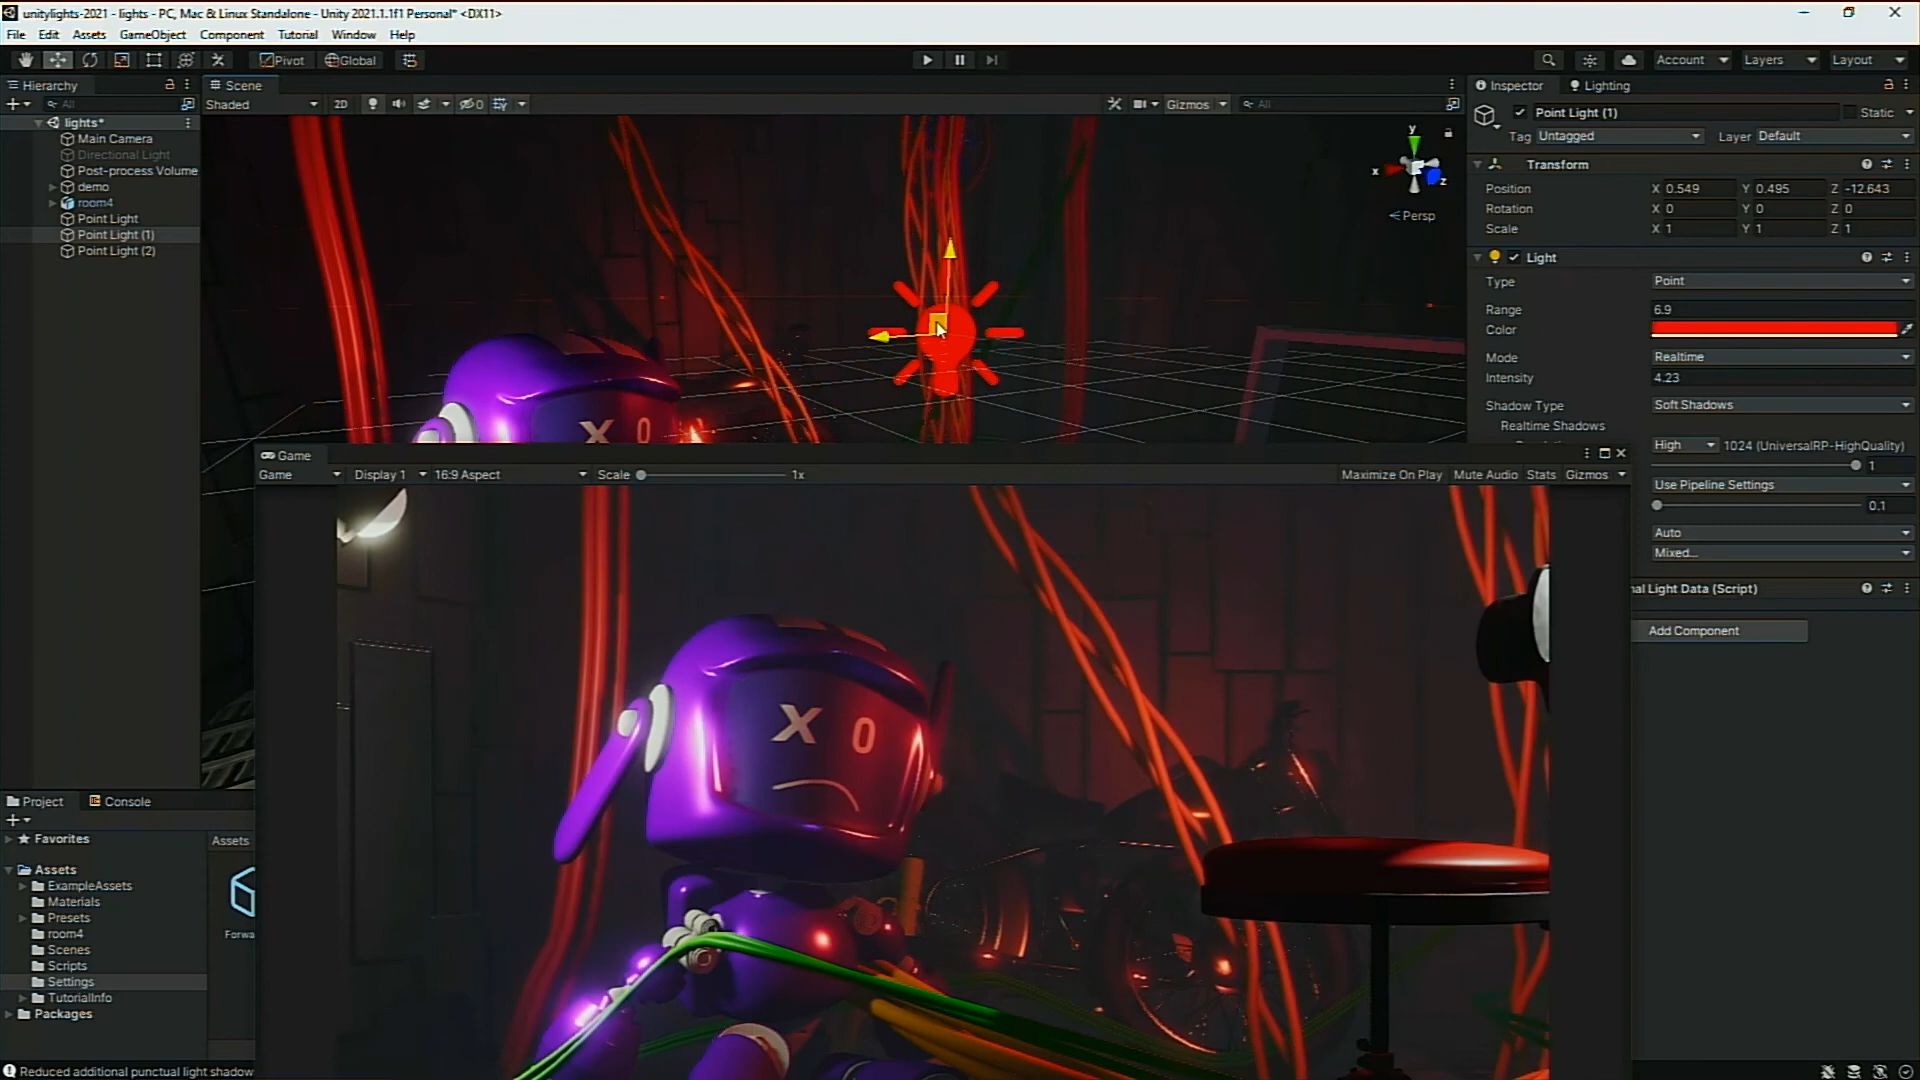 unitylights-2021 - lights - PC, Mac & Linux Standalone - Unity 2021.1.1f1 Personal* <DX11>
File Edit Assets GameObject Component Tutorial Window Help
Pivot Global Account Layers Layout
Hierarchy
All
lights*
Main Camera
Directional Light
Post-process Volume
demo
room4
Point Light
Point Light (1)
Point Light (2)
Scene
Shaded 2D 0 Gizmos All
y
x
z
Persp
Inspector Lighting
Point Light (1) Static
Tag Untagged Layer Default
Transform
Position X 0.549 Y 0.495 Z -12.643
Rotation X 0 Y 0 Z 0
Scale X 1 Y 1 Z 1
Light
Type Point
Range 6.9
Color
Mode Realtime
Intensity 4.23
Shadow Type Soft Shadows
Realtime Shadows
High 1024 (UniversalRP-HighQuality)
1
Use Pipeline Settings
0.1
Auto
Mixed...
nal Light Data (Script)
Add Component
Game
Game Display 1 16:9 Aspect Scale 1x Maximize On Play Mute Audio Stats Gizmos
X 0
X 0
Project Console
Favorites
Assets
ExampleAssets
Materials
Presets
room4
Scenes
Scripts
Settings
TutorialInfo
Packages
Assets
Forwa
Reduced additional punctual light shadow